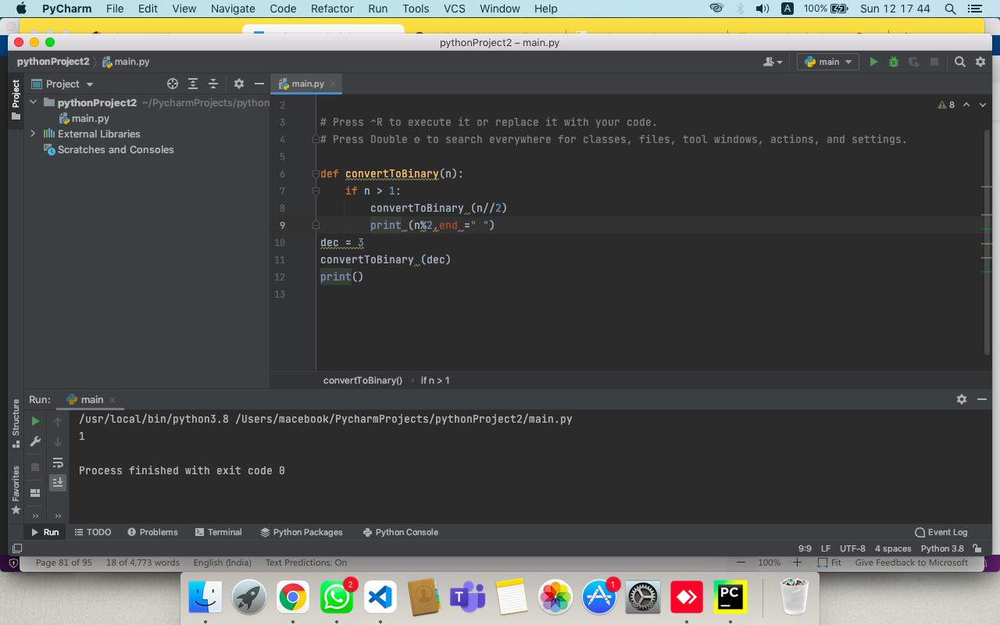 PyCharm File Edit View Navigate Code Refactor Run Tools VCS Window Help A 100% Sun 12 17 44
pythonProject2 – main.py
pythonProject2 main.py main
Project Project main.py
pythonProject2 ~/PycharmProjects/python
main.py
External Libraries
Scratches and Consoles
8
2
3 # Press ^R to execute it or replace it with your code.
4 # Press Double ⇧ to search everywhere for classes, files, tool windows, actions, and settings.
5
6 def convertToBinary(n):
7 if n > 1:
8 convertToBinary (n//2)
9 print (n%2,end =" ")
10 dec = 3
11 convertToBinary (dec)
12 print()
13
convertToBinary() if n > 1
Run: main
Structure
Favorites
/usr/local/bin/python3.8 /Users/macebook/PycharmProjects/pythonProject2/main.py
1
Process finished with exit code 0
Run TODO Problems Terminal Python Packages Python Console Event Log
9:9 LF UTF-8 4 spaces Python 3.8
Page 81 of 95 18 of 4,773 words English (India) Text Predictions: On 100% Fit Give Feedback to Microsoft
2 1 PC